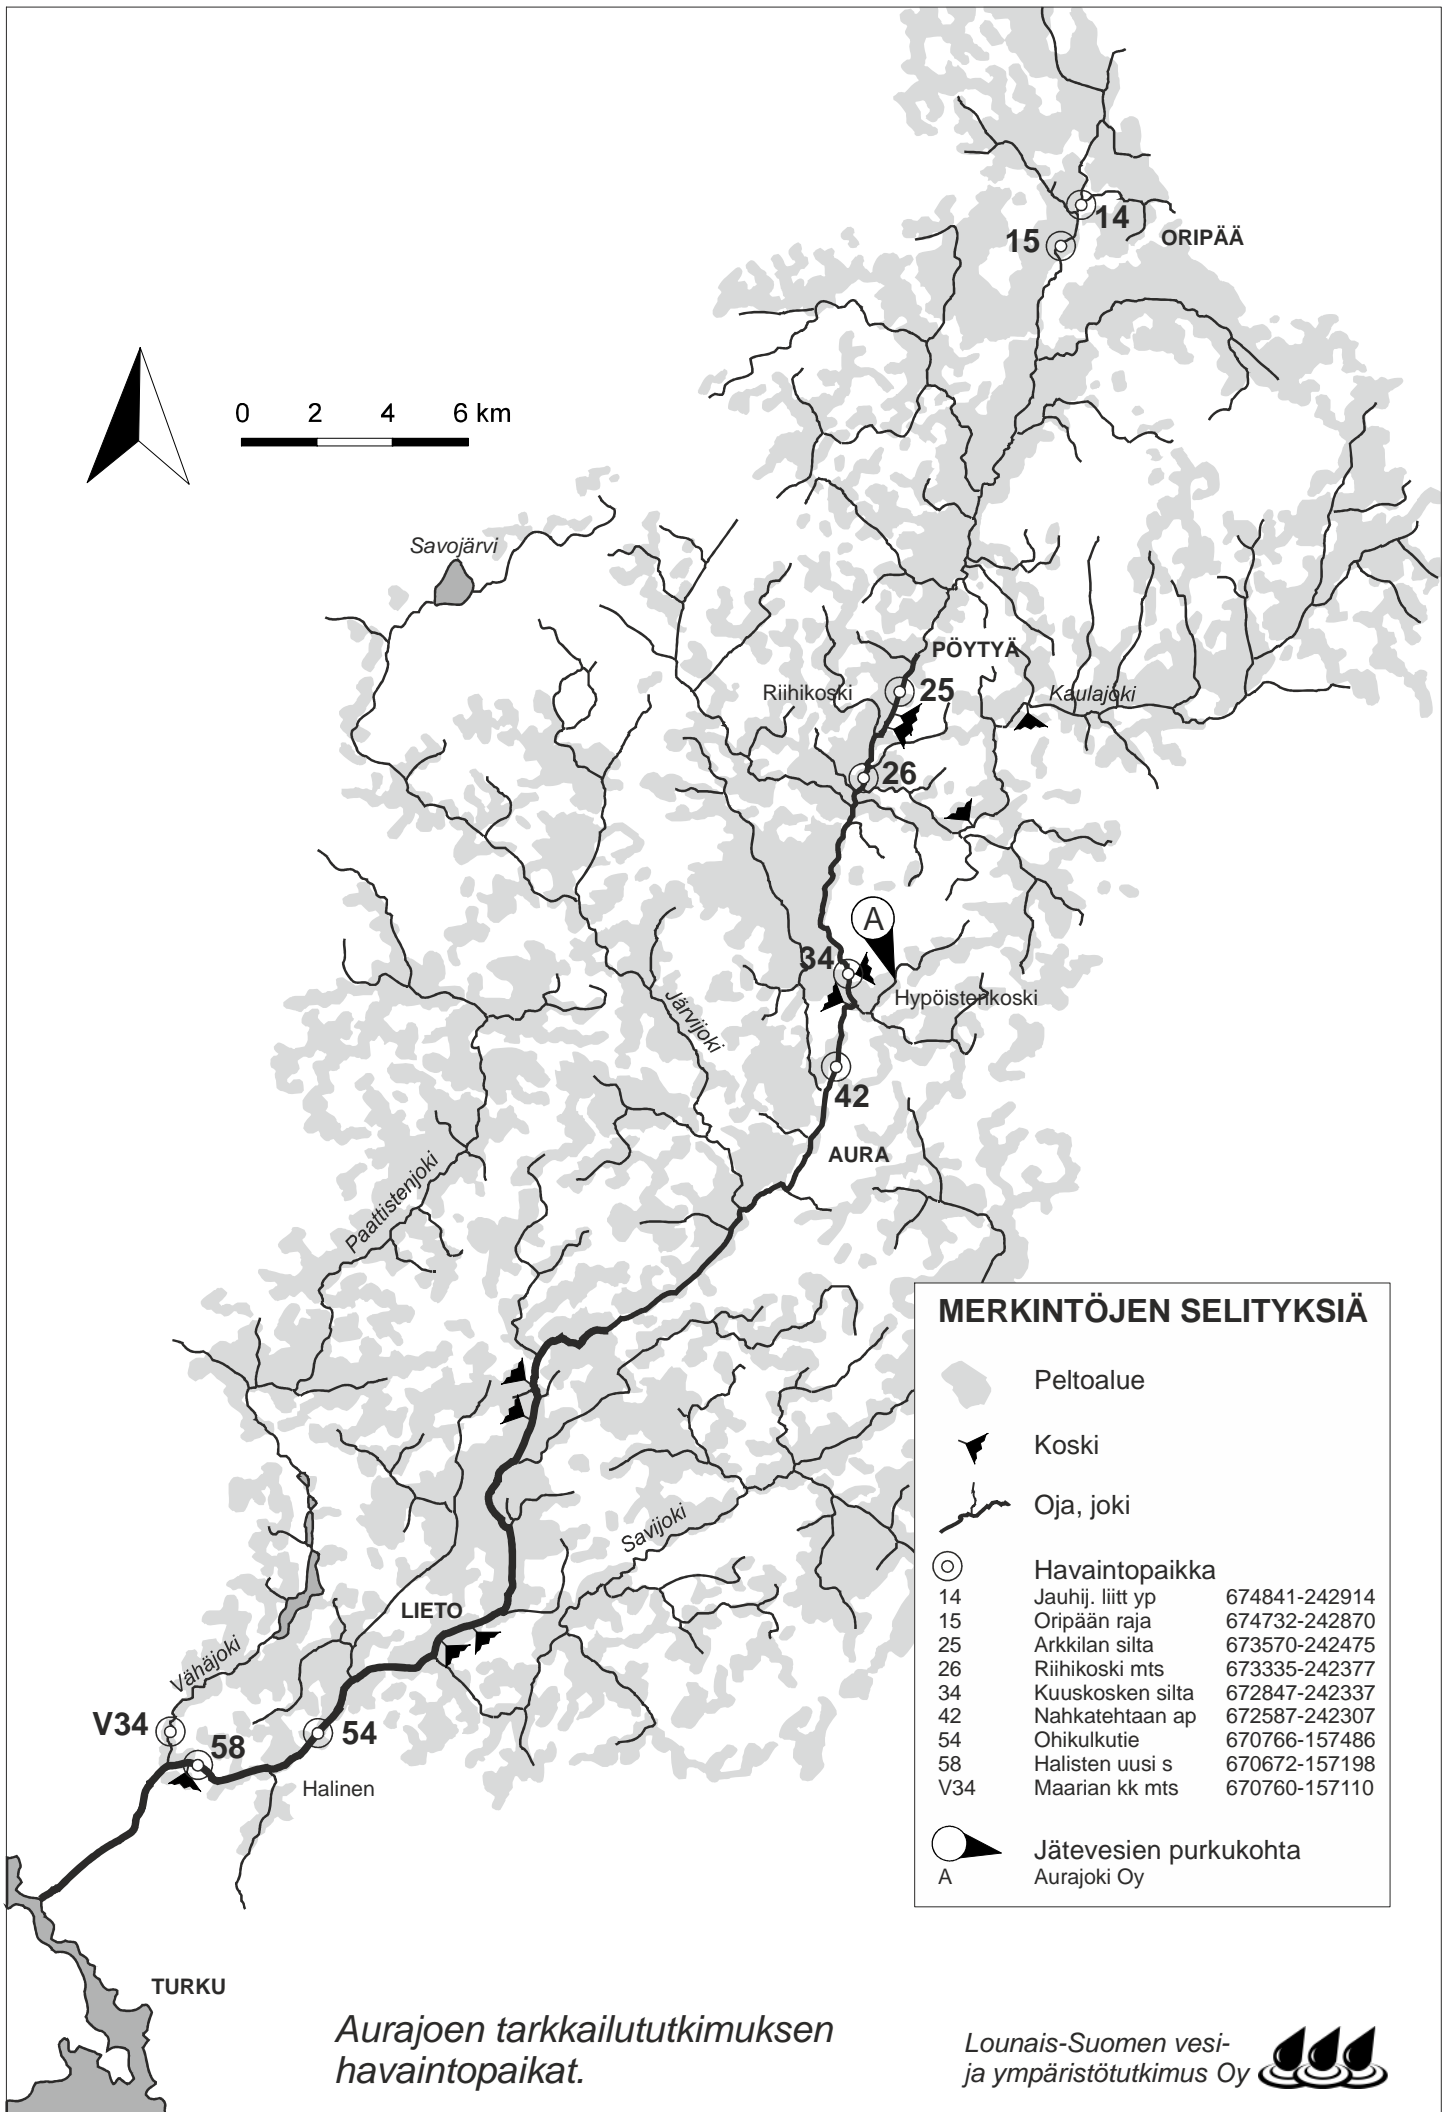 14
15
ORIPÄÄ
0 2 4 6 km
Savojärvi
PÖYTYÄ
Riihikoski
25
Kaulajoki
26
A
34
Hypöistenkoski
Järvijoki
42
AURA
Paattistenjoki
Savijoki
LIETO
Vähäjoki
V34
58
54
Halinen
TURKU
MERKINTÖJEN SELITYKSIÄ
Peltoalue
Koski
Oja, joki
Havaintopaikka
14 Jauhij. liitt yp 674841-242914
15 Oripään raja 674732-242870
25 Arkkilan silta 673570-242475
26 Riihikoski mts 673335-242377
34 Kuuskosken silta 672847-242337
42 Nahkatehtaan ap 672587-242307
54 Ohikulkutie 670766-157486
58 Halisten uusi s 670672-157198
V34 Maarian kk mts 670760-157110
Jätevesien purkukohta
A Aurajoki Oy
Aurajoen tarkkailututkimuksen
havaintopaikat.
Lounais-Suomen vesi-
ja ympäristötutkimus Oy